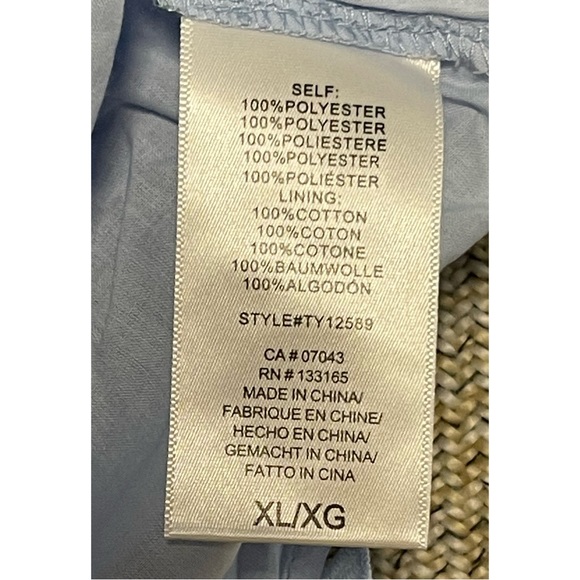 SELF:
100%POLYESTER
100%POLYESTER
100%POLIESTERE
100%POLYESTER
100%POLIÉSTER
LINING:
100%COTTON
100%COTON
100%COTONE
100%BAUMWOLLE
100%ALGODÓN
STYLE#TY12589
CA # 07043
RN # 133165
MADE IN CHINA/
FABRIQUE EN CHINE/
HECHO EN CHINA/
GEMACHT IN CHINA/
FATTO IN CINA
XL/XG